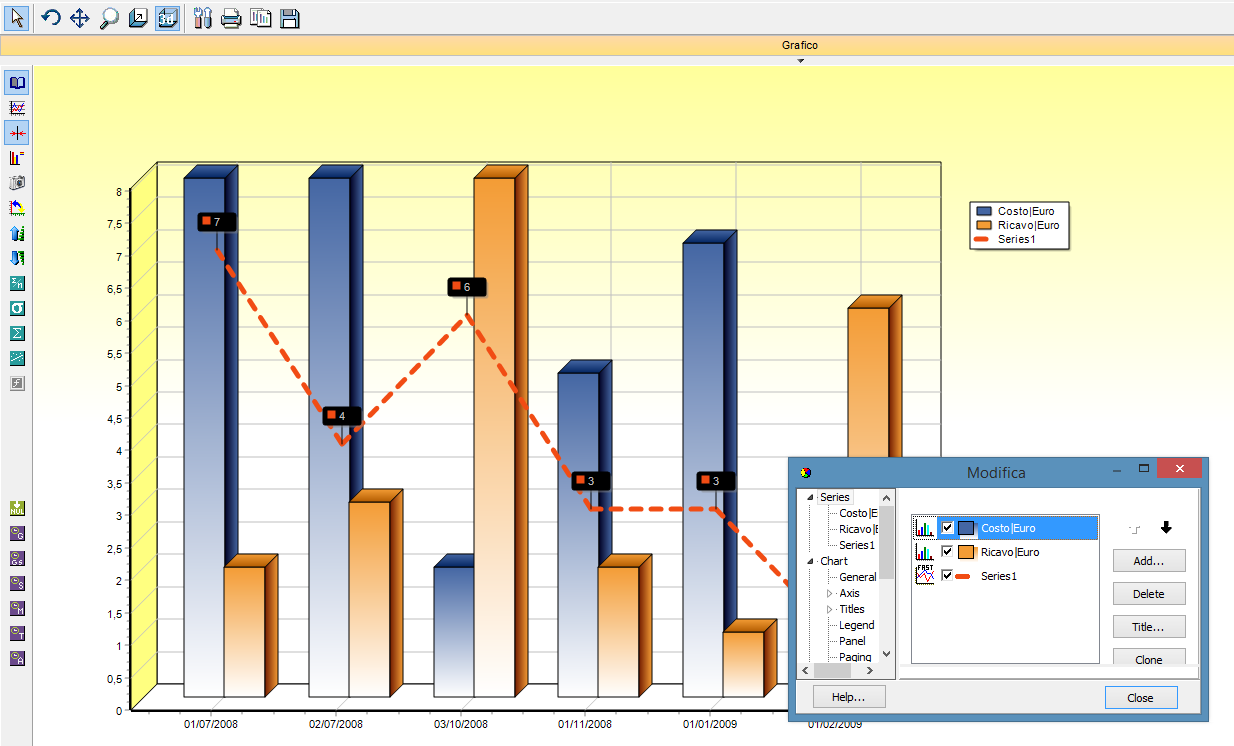 3d
Grafico
8
7,5
7
6,5
6
5,5
5
4,5
4
3,5
3
2,5
2
1,5
1
0,5
0
7
4
6
3
3
01/07/2008
02/07/2008
03/10/2008
01/11/2008
01/01/2009
01/02/2009
Costo|Euro
Ricavo|Euro
Series1
NUL
Modifica
Series
Costo|E
Ricavo|E
Series1
Chart
General
Axis
Titles
Legend
Panel
Paging
Costo|Euro
Ricavo|Euro
FAST
Series1
Add...
Delete
Title...
Clone
Help...
Close